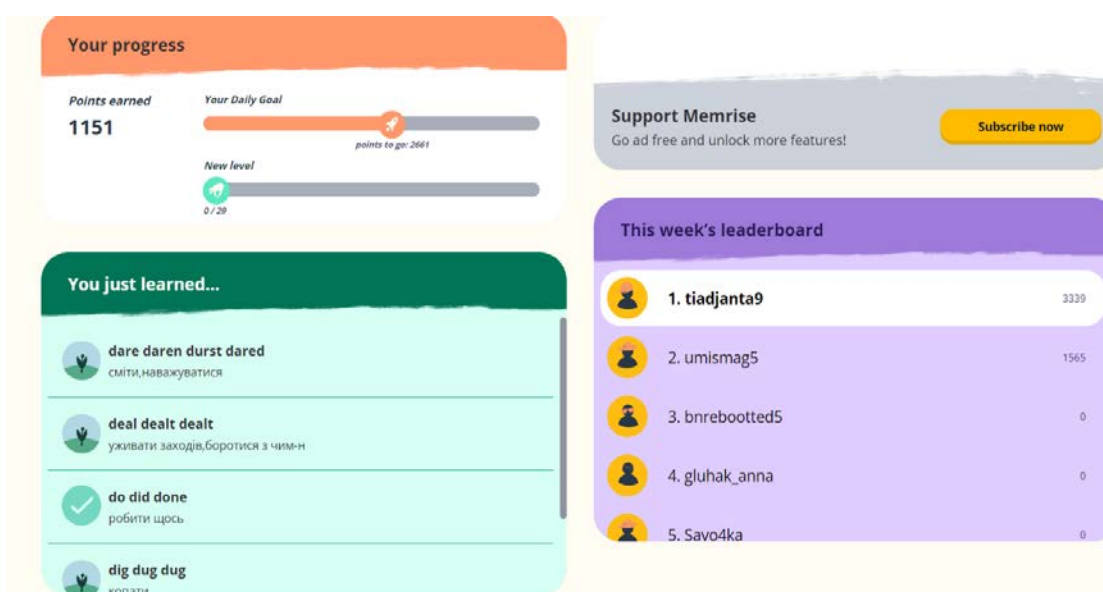 Your progress
Points earned
1151
Your Daily Goal
points to go: 2661
New level
0 / 29
You just learned...
dare daren durst dared
сміти,наважуватися
deal dealt dealt
уживати заходів,боротися з чим-н
do did done
робити щось
dig dug dug
копати
Support Memrise
Go ad free and unlock more features!
Subscribe now
This week's leaderboard
1. tiadjanta9 3339
2. umismag5 1565
3. bnrebootted5 0
4. gluhak_anna 0
5. Savo4ka 0